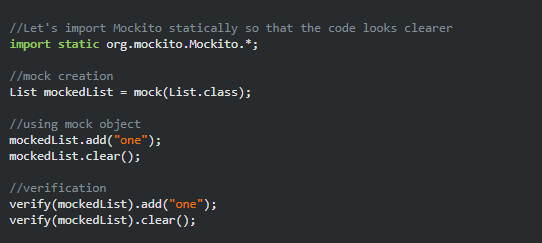 //Let's import Mockito statically so that the code looks clearer
import static org.mockito.Mockito.*;
//mock creation
List mockedList = mock(List.class);
//using mock object
mockedList.add("one");
mockedList.clear();
//verification
verify(mockedList).add("one");
verify(mockedList).clear();